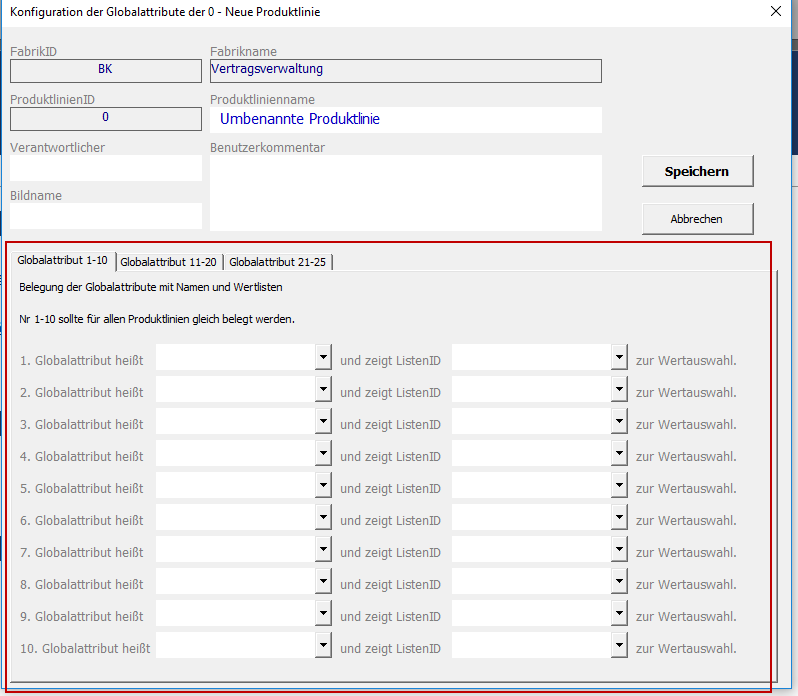 Konfiguration der Globalattribute der 0 - Neue Produktlinie
FabrikID Fabrikname
BK Vertragsverwaltung
ProduktlinienID Produktlinienname
0 Umbenannte Produktlinie
Verantwortlicher Benutzerkommentar
Speichern
Bildname
Abbrechen
Globalattribut 1-10 Globalattribut 11-20 Globalattribut 21-25
Belegung der Globalattribute mit Namen und Wertlisten
Nr 1-10 sollte für allen Produktlinien gleich belegt werden.
1. Globalattribut heißt und zeigt ListenID zur Wertauswahl.
2. Globalattribut heißt und zeigt ListenID zur Wertauswahl.
3. Globalattribut heißt und zeigt ListenID zur Wertauswahl.
4. Globalattribut heißt und zeigt ListenID zur Wertauswahl.
5. Globalattribut heißt und zeigt ListenID zur Wertauswahl.
6. Globalattribut heißt und zeigt ListenID zur Wertauswahl.
7. Globalattribut heißt und zeigt ListenID zur Wertauswahl.
8. Globalattribut heißt und zeigt ListenID zur Wertauswahl.
9. Globalattribut heißt und zeigt ListenID zur Wertauswahl.
10. Globalattribut heißt und zeigt ListenID zur Wertauswahl.